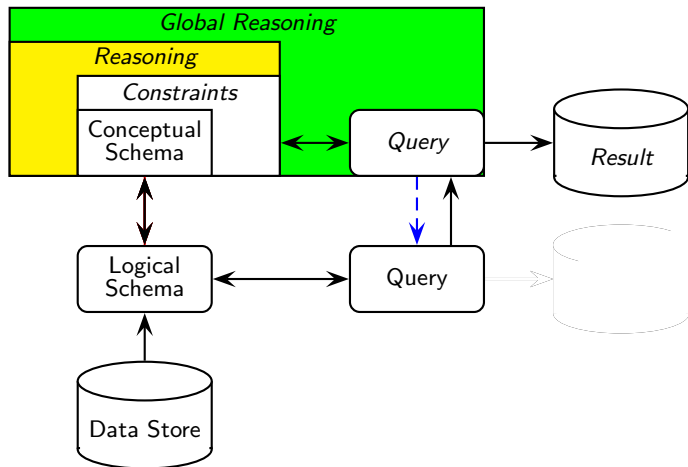 Global Reasoning
Reasoning
Constraints
Conceptual
Schema
Query
Result
Logical
Schema
Query
Data Store